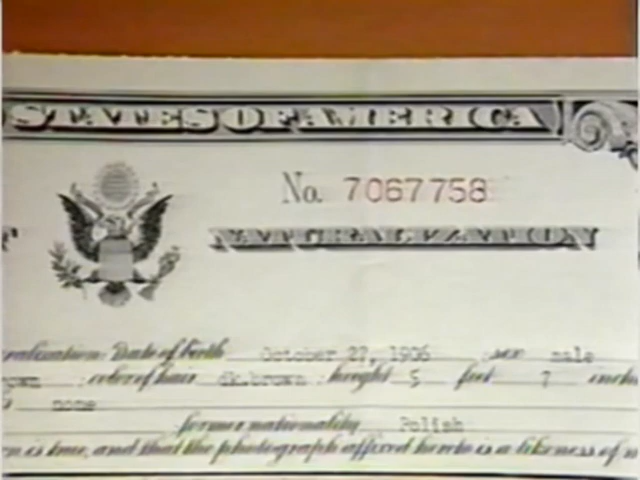 STATES OF AMERICA
No. 7067758
NATURALIZATION
Date of birth October 27, 1906 sex male
color of hair dk.brown height 5 feet 7
none
former nationality Polish
is true, and that the photograph affixed hereto is a likeness of